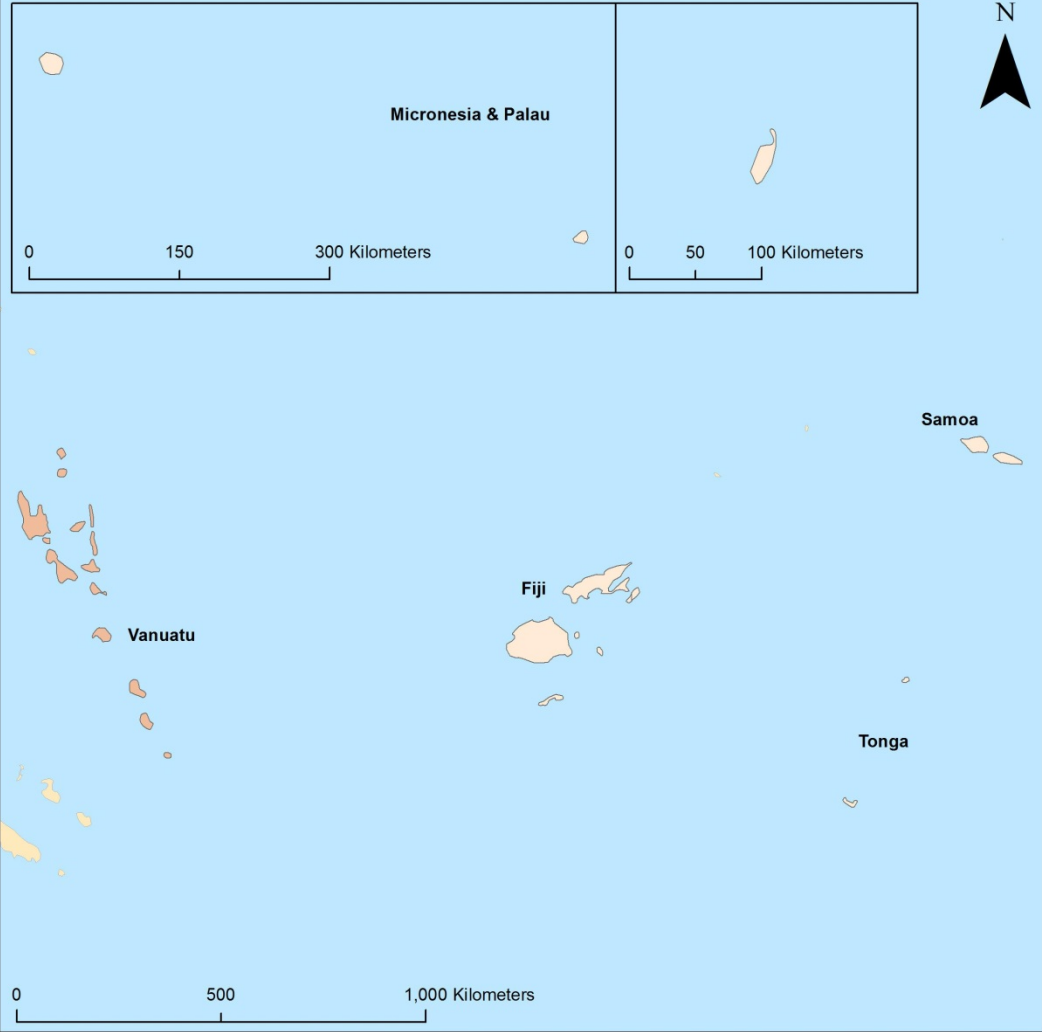 N
Micronesia & Palau
0 150 300 Kilometers
0 50 100 Kilometers
Samoa
Fiji
Vanuatu
Tonga
0 500 1,000 Kilometers